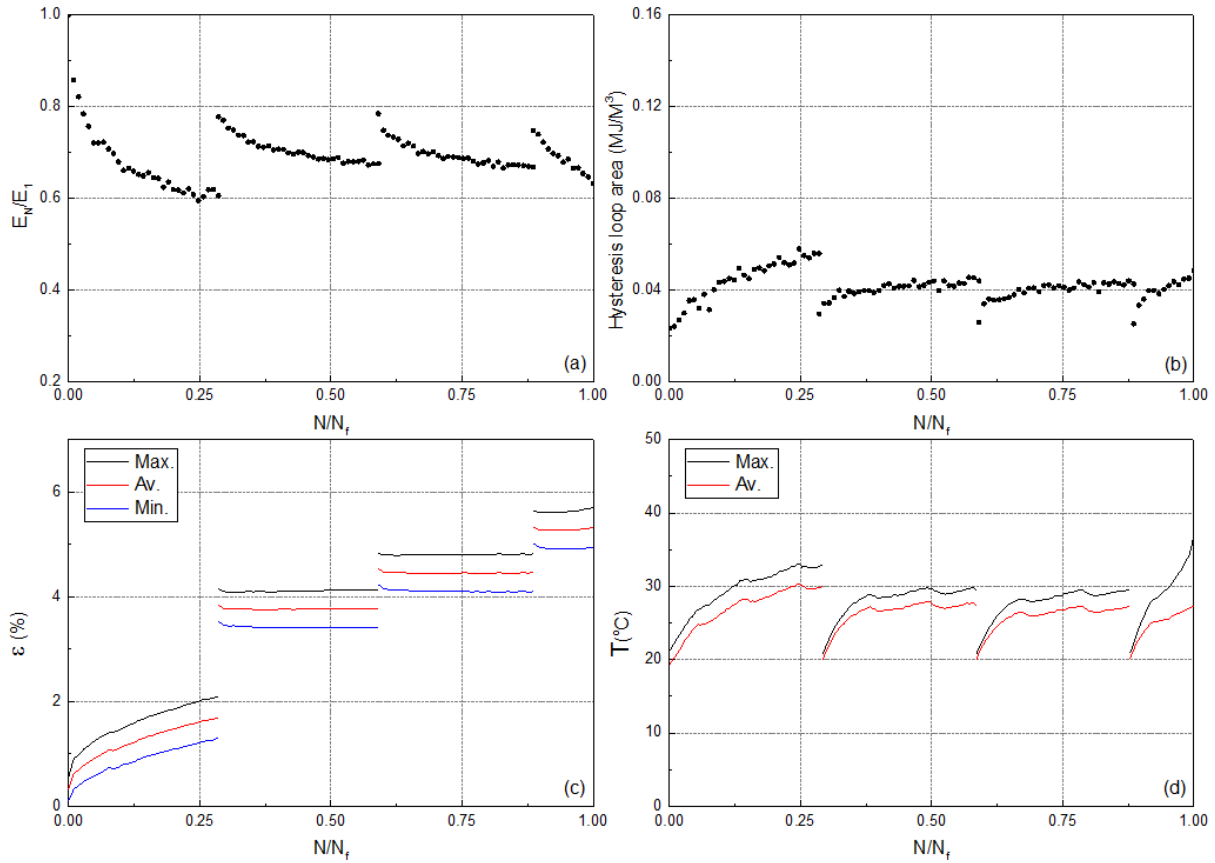 1.0
0.8
0.6
0.4
0.2
E_N/E_1
0.00
0.25
0.50
0.75
1.00
N/N_f
(a)
0.16
0.12
0.08
0.04
0.00
Hysteresis loop area (MJ/M³)
0.00
0.25
0.50
0.75
1.00
N/N_f
(b)
6
4
2
0
ε (%)
Max.
Av.
Min.
0.00
0.25
0.50
0.75
1.00
N/N_f
(c)
50
40
30
20
10
0
T(ºC)
Max.
Av.
0.00
0.25
0.50
0.75
1.00
N/N_f
(d)